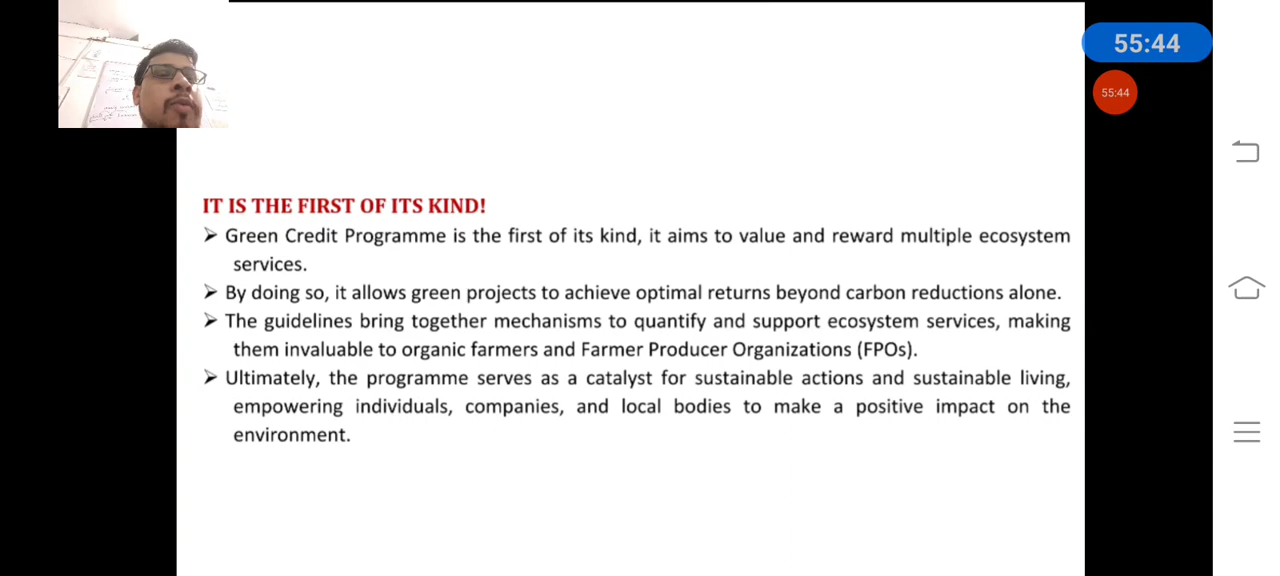 55:44
55:44
IT IS THE FIRST OF ITS KIND!
➢ Green Credit Programme is the first of its kind, it aims to value and reward multiple ecosystem
services.
➢ By doing so, it allows green projects to achieve optimal returns beyond carbon reductions alone.
➢ The guidelines bring together mechanisms to quantify and support ecosystem services, making
them invaluable to organic farmers and Farmer Producer Organizations (FPOs).
➢ Ultimately, the programme serves as a catalyst for sustainable actions and sustainable living,
empowering individuals, companies, and local bodies to make a positive impact on the
environment.